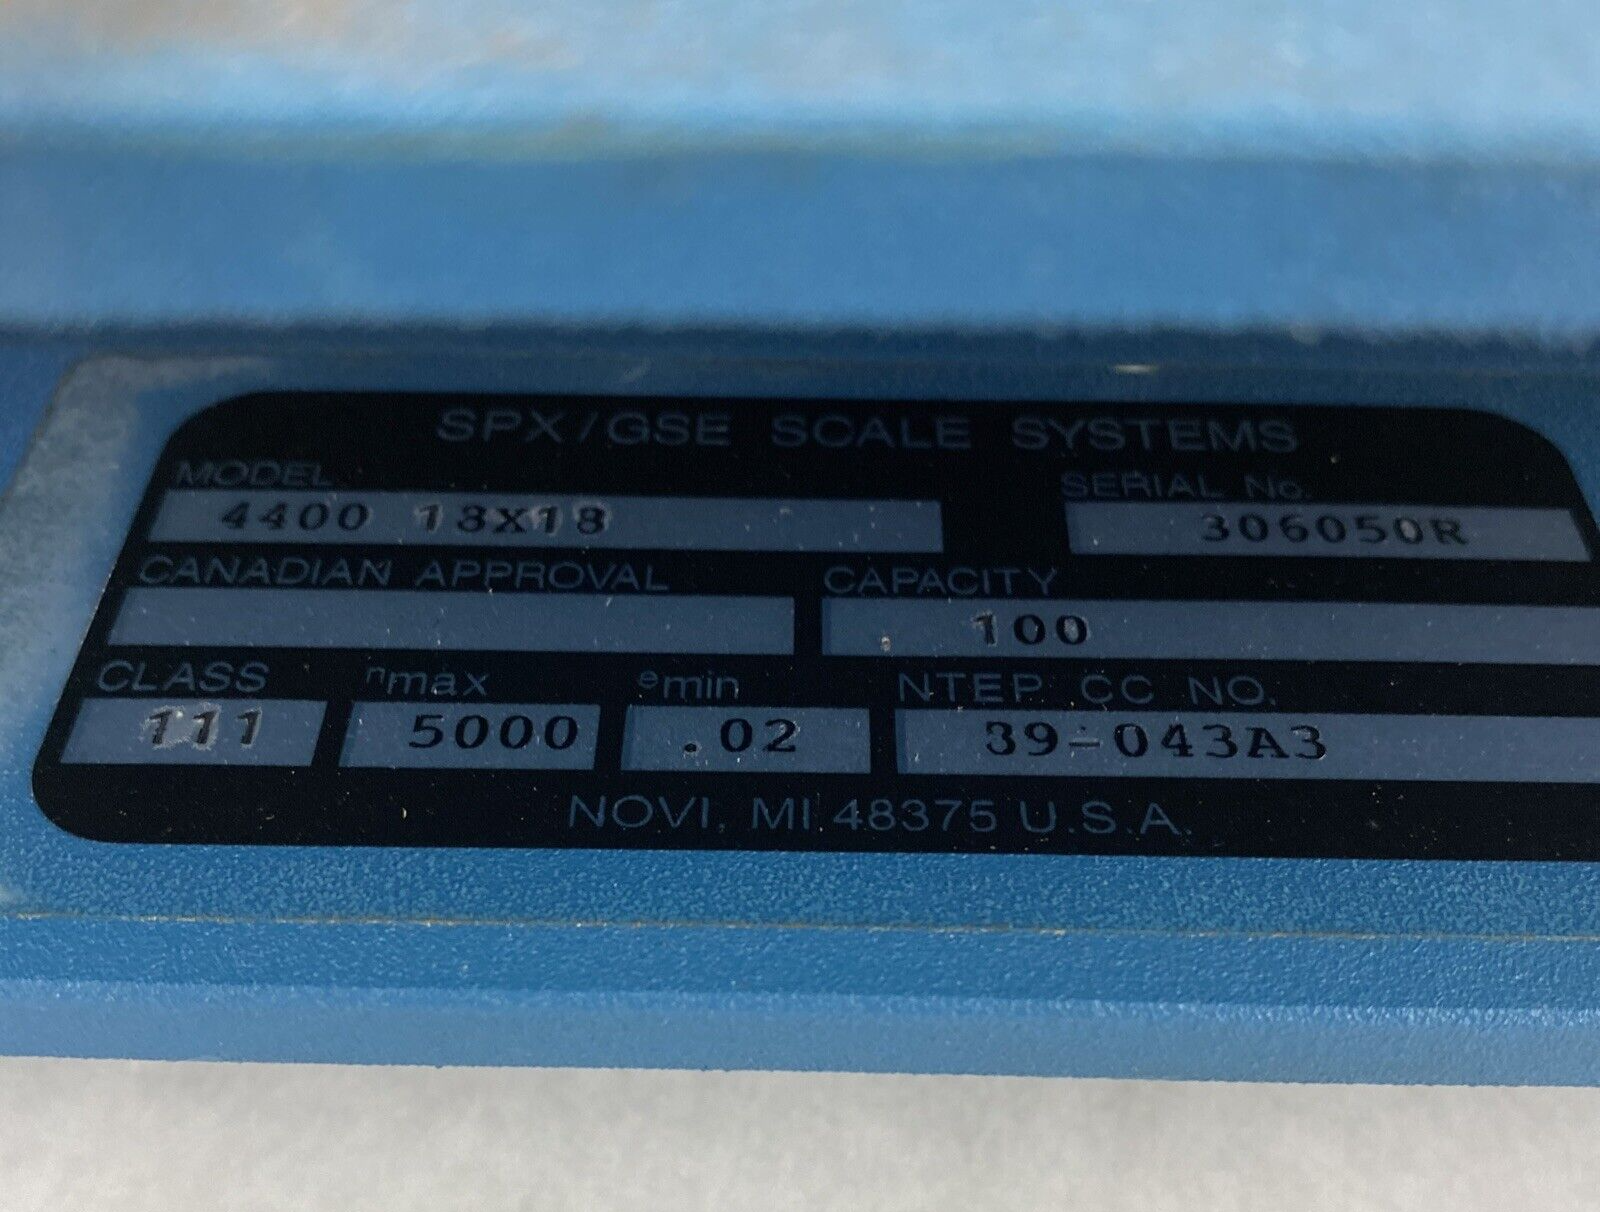 SPX/GSE SCALE SYSTEMS
MODEL SERIAL No.
4400 18X18 306050R
CANADIAN APPROVAL CAPACITY
100
CLASS nmax emin NTEP CC NO.
111 5000 .02 89-043A3
NOVI, MI 48375 U.S.A.